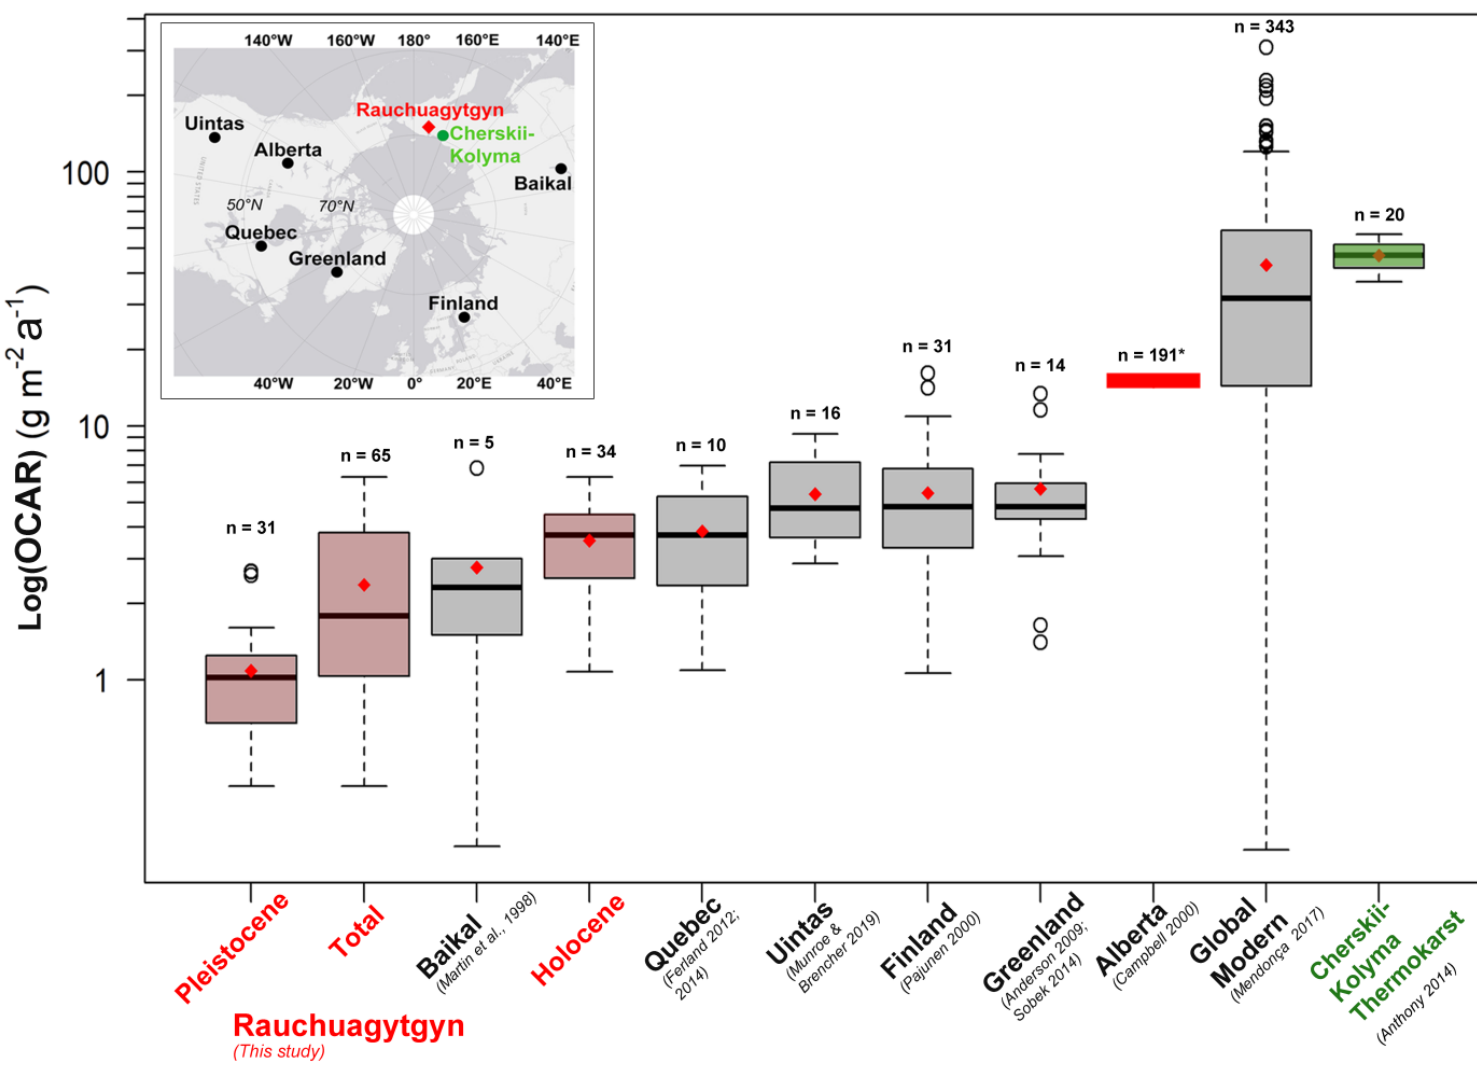 140°W 160°W 180° 160°E 140°E
Rauchuagytgyn
Uintas
Cherskii-
Kolyma
Alberta
Baikal
50°N 70°N
Quebec
Greenland
Finland
40°W 20°W 0° 20°E 40°E
UNITED STATES
Log(OCAR) (g m-2 a-1)
100
10
1
n = 31
n = 65
n = 5
n = 34
n = 10
n = 16
n = 31
n = 14
n = 191*
n = 343
n = 20
Pleistocene
Total
Baikal
(Martin et al., 1998)
Holocene
Quebec
(Ferland 2012;
2014)
Uintas
(Munroe &
Brencher 2019)
Finland
(Pajunen 2000)
Greenland
(Anderson 2009;
Sobek 2014)
Alberta
(Campbell 2000)
Global
Modern
(Mendonça 2017)
Cherskii-
Kolyma
Thermokarst
(Anthony 2014)
Rauchuagytgyn
(This study)